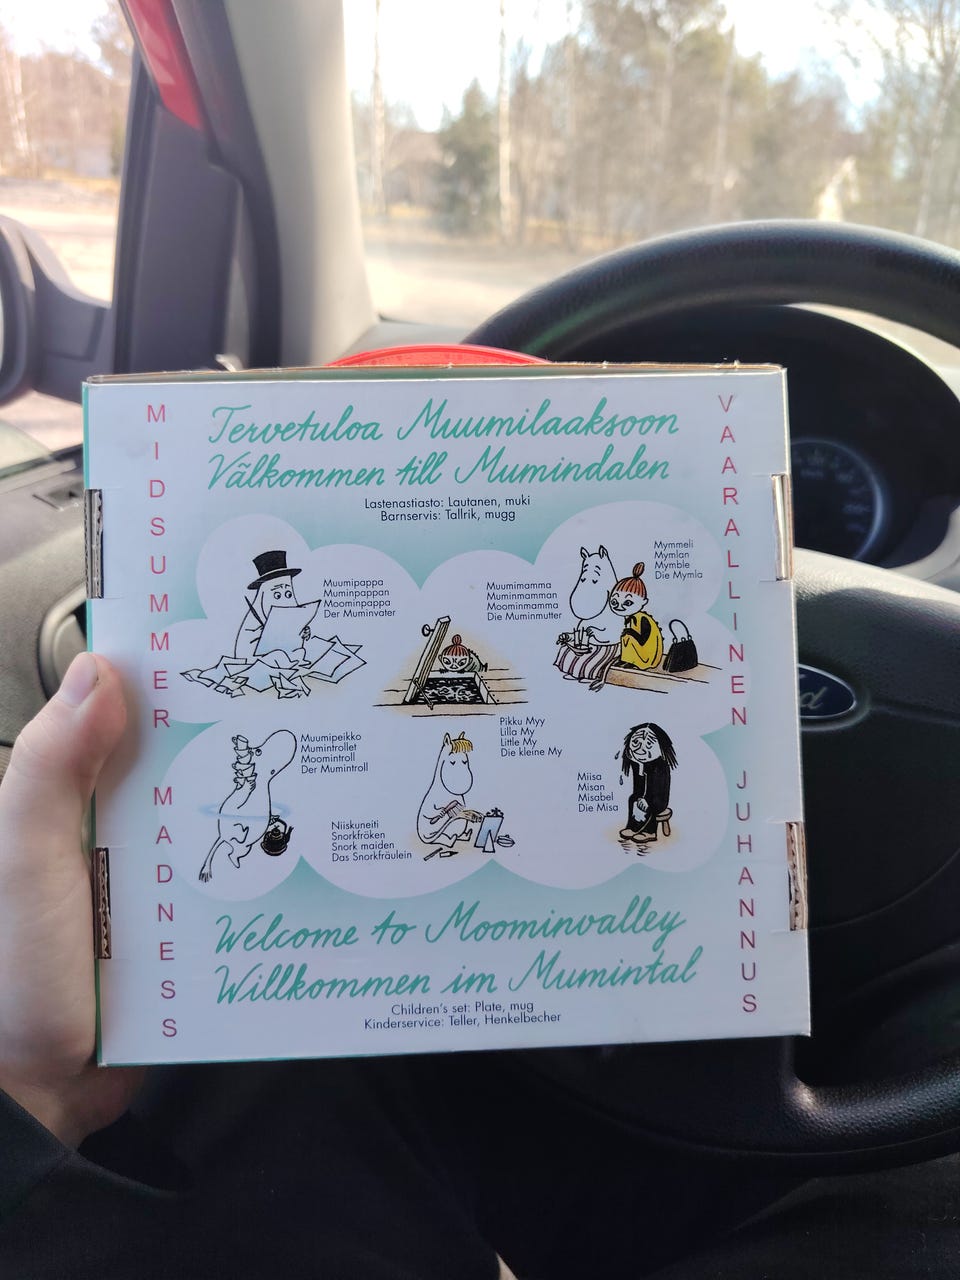 MIDSUMMER MADNESS
Tervetuloa Muumilaaksoon
Välkommen till Mumindalen
Lastenastiasto: Lautanen, muki
Barnservis: Tallrik, mugg
Muumipappa
Muminpappan
Moominpappa
Der Muminvater
Muumimamma
Muminmamman
Moominmamma
Die Muminmutter
Mymmeli
Mymlan
Mymble
Die Mymla
Muumipeikko
Mumintrollet
Moomintroll
Der Mumintroll
Pikku Myy
Lilla My
Little My
Die kleine My
Niiskuneiti
Snorkfröken
Snork maiden
Das Snorkfräulein
Miisa
Misan
Misabel
Die Misa
Welcome to Moominvalley
Willkommen im Mumintal
Children's set: Plate, mug
Kinderservice: Teller, Henkelbecher
VAARALLINEN JUHANNUS